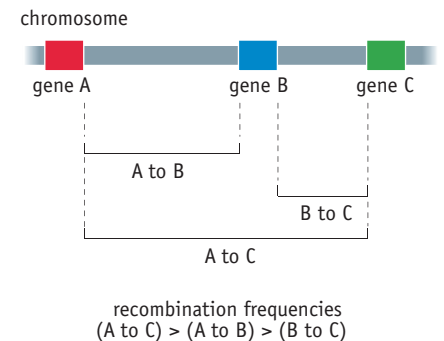 chromosome
gene A gene B gene C
A to B
B to C
A to C
recombination frequencies
(A to C) > (A to B) > (B to C)